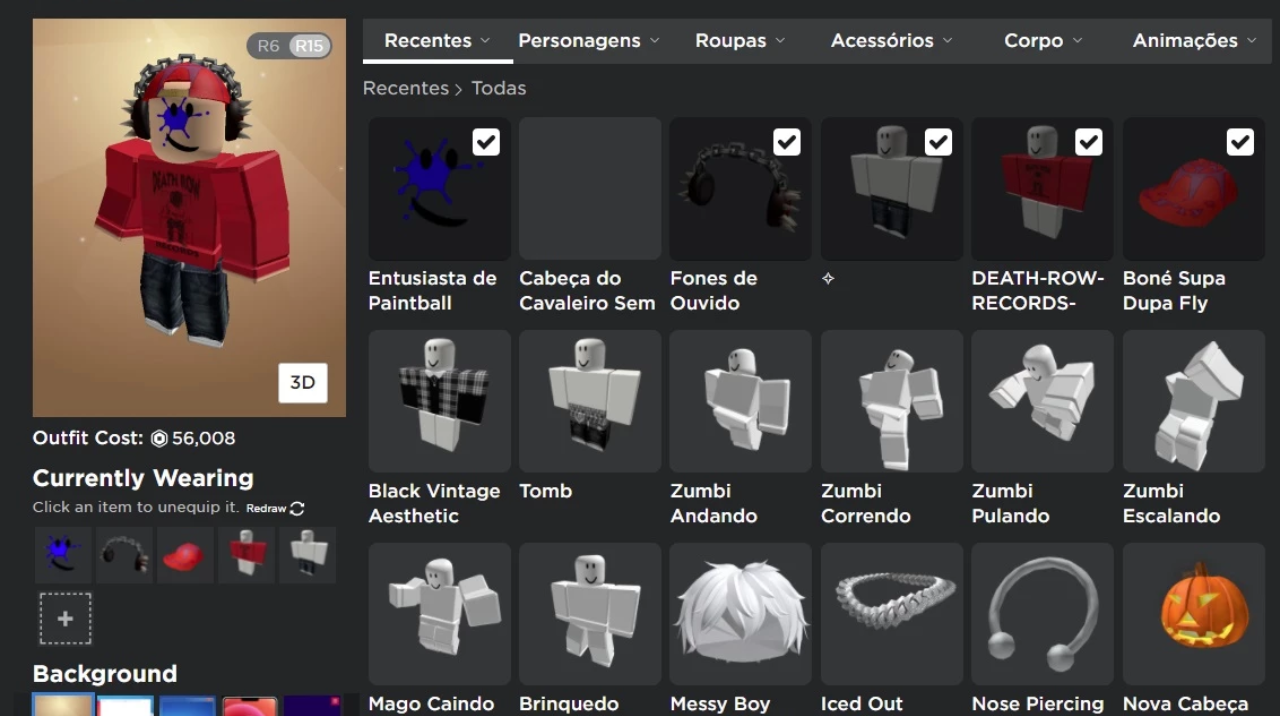 R6 R15
Recentes Personagens Roupas Acessórios Corpo Animações
Recentes > Todas
DEATH ROW
RECORDS
3D
Entusiasta de
Paintball
Cabeça do
Cavaleiro Sem
Fones de
Ouvido
✧
DEATH-ROW-
RECORDS-
Boné Supa
Dupa Fly
Outfit Cost: 56,008
Currently Wearing
Click an item to unequip it. Redraw
+
Background
Black Vintage
Aesthetic
Tomb
Zumbi
Andando
Zumbi
Correndo
Zumbi
Pulando
Zumbi
Escalando
Mago Caindo
Brinquedo
Messy Boy
Iced Out
Nose Piercing
Nova Cabeça